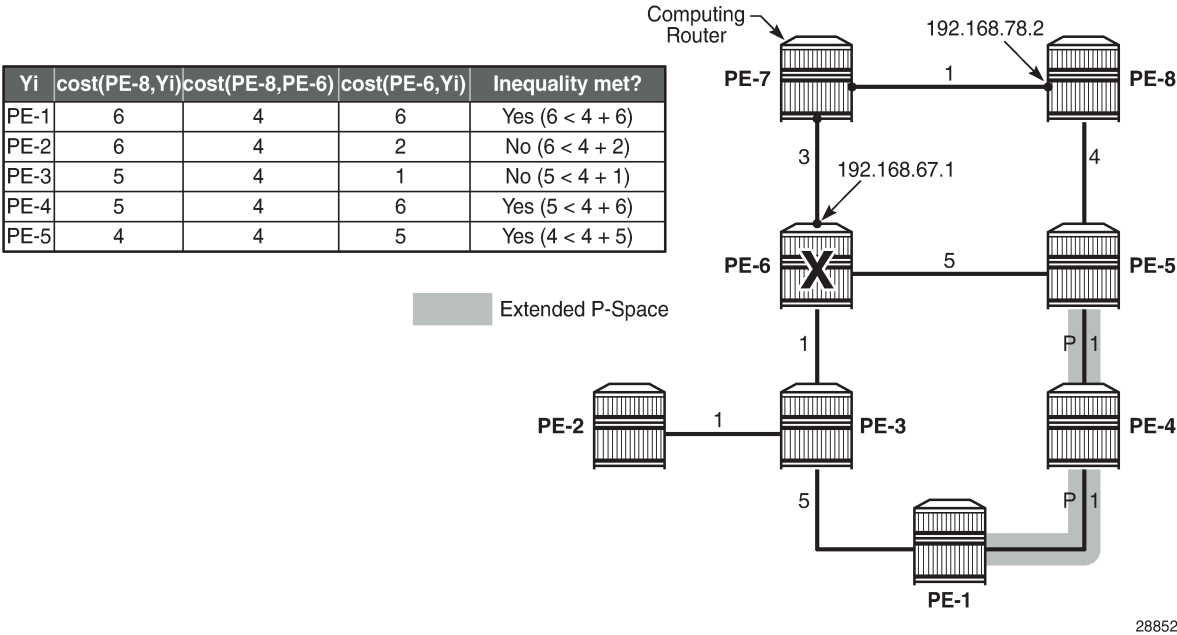 Computing
Router
192.168.78.2
PE-7
1
PE-8
Yi cost(PE-8,Yi) cost(PE-8,PE-6) cost(PE-6,Yi) Inequality met?
PE-1 6 4 6 Yes (6 < 4 + 6)
PE-2 6 4 2 No (6 < 4 + 2)
PE-3 5 4 1 No (5 < 4 + 1)
PE-4 5 4 6 Yes (5 < 4 + 6)
PE-5 4 4 5 Yes (4 < 4 + 5)
3
4
192.168.67.1
PE-6
X
5
PE-5
Extended P-Space
1
P 1
PE-2
1
PE-3
PE-4
5
P 1
PE-1
28852